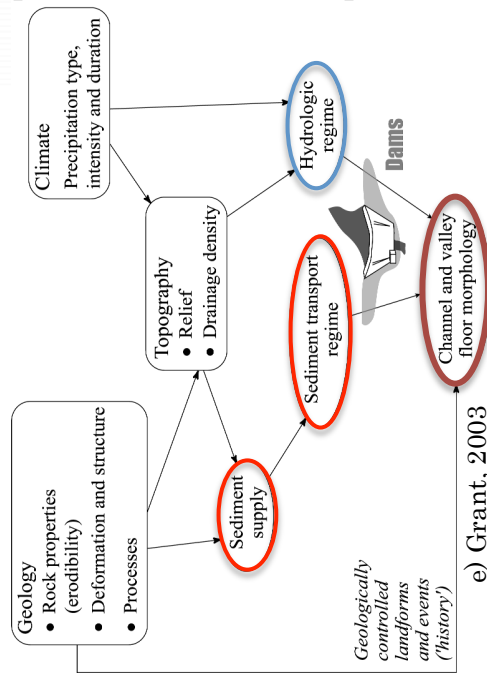 Geology
• Rock properties
(erodibility)
• Deformation and structure
• Processes
Climate
Precipitation type,
intensity and duration
Topography
• Relief
• Drainage density
Sediment
supply
Sediment transport
regime
Hydrologic
regime
Dams
Geologically
controlled
landforms
and events
('history')
Channel and valley
floor morphology
e) Grant, 2003